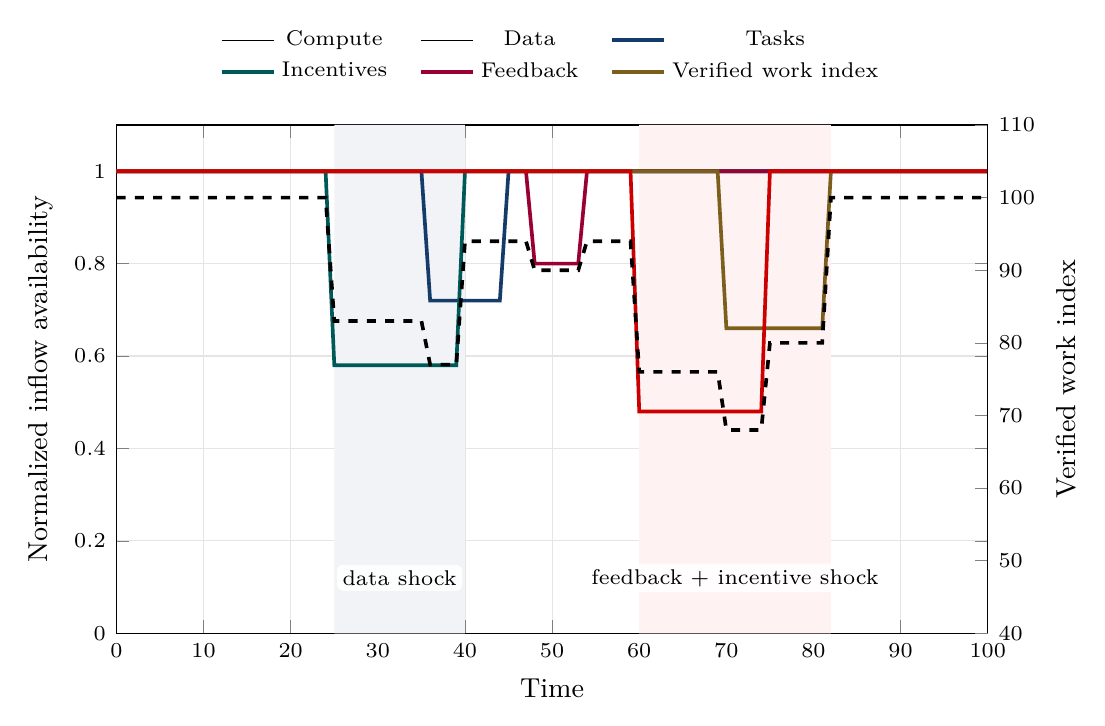 Compute Data Tasks
Incentives Feedback Verified work index
Normalized inflow availability
1
0.8
0.6
0.4
0.2
0
110
100
90
80
70
60
50
40
Verified work index
data shock
feedback + incentive shock
0 10 20 30 40 50 60 70 80 90 100
Time